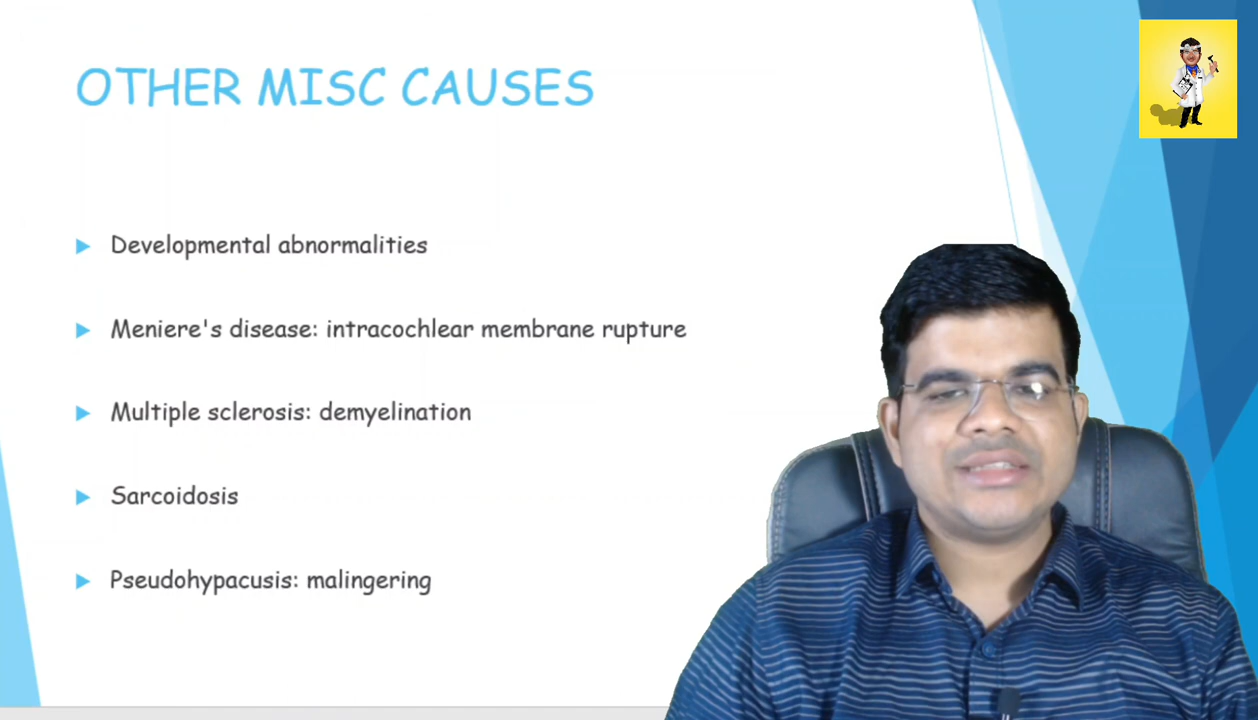 OTHER MISC CAUSES
Developmental abnormalities
Meniere's disease: intracochlear membrane rupture
Multiple sclerosis: demyelination
Sarcoidosis
Pseudohypacusis: malingering